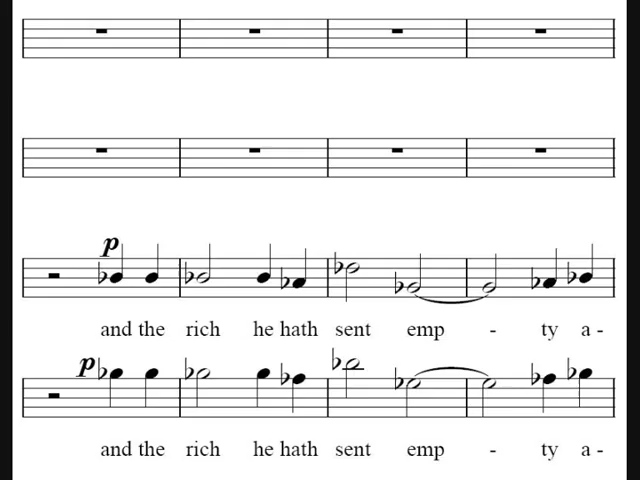 p
and the rich he hath sent emp - ty a -
p
and the rich he hath sent emp - ty a -